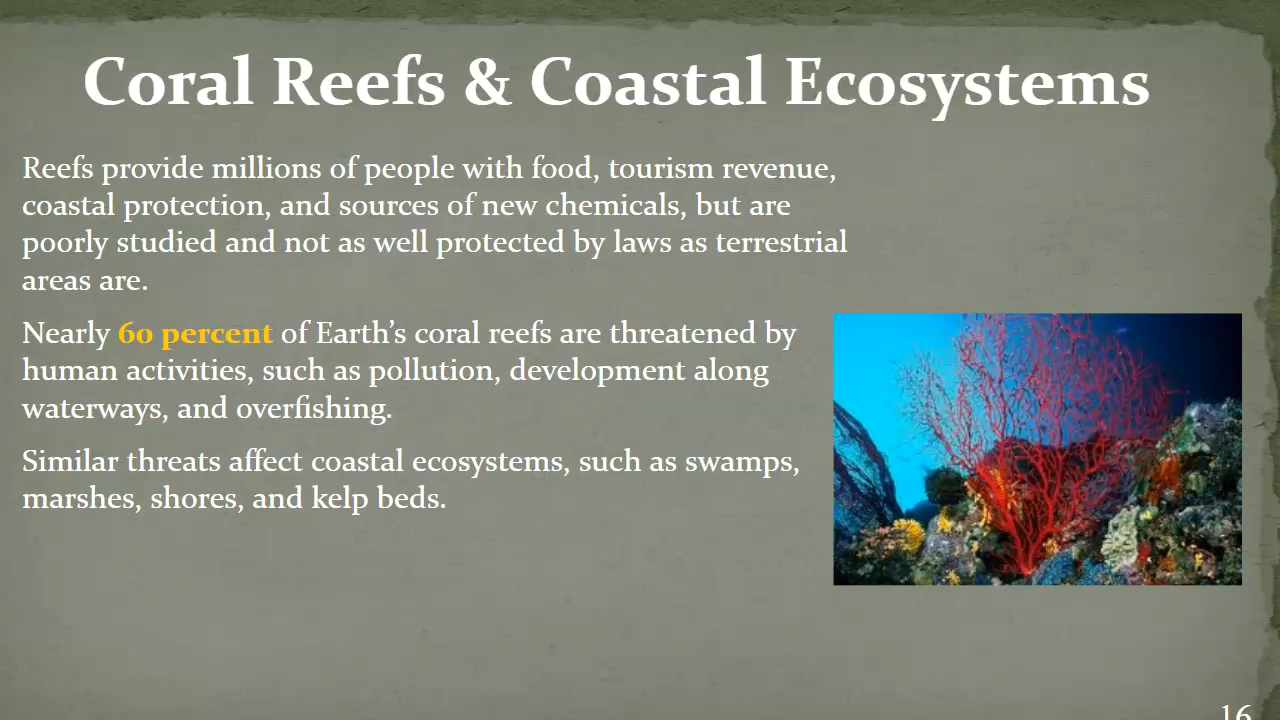 Coral Reefs & Coastal Ecosystems
Reefs provide millions of people with food, tourism revenue,
coastal protection, and sources of new chemicals, but are
poorly studied and not as well protected by laws as terrestrial
areas are.
Nearly 60 percent of Earth’s coral reefs are threatened by
human activities, such as pollution, development along
waterways, and overfishing.
Similar threats affect coastal ecosystems, such as swamps,
marshes, shores, and kelp beds.
16